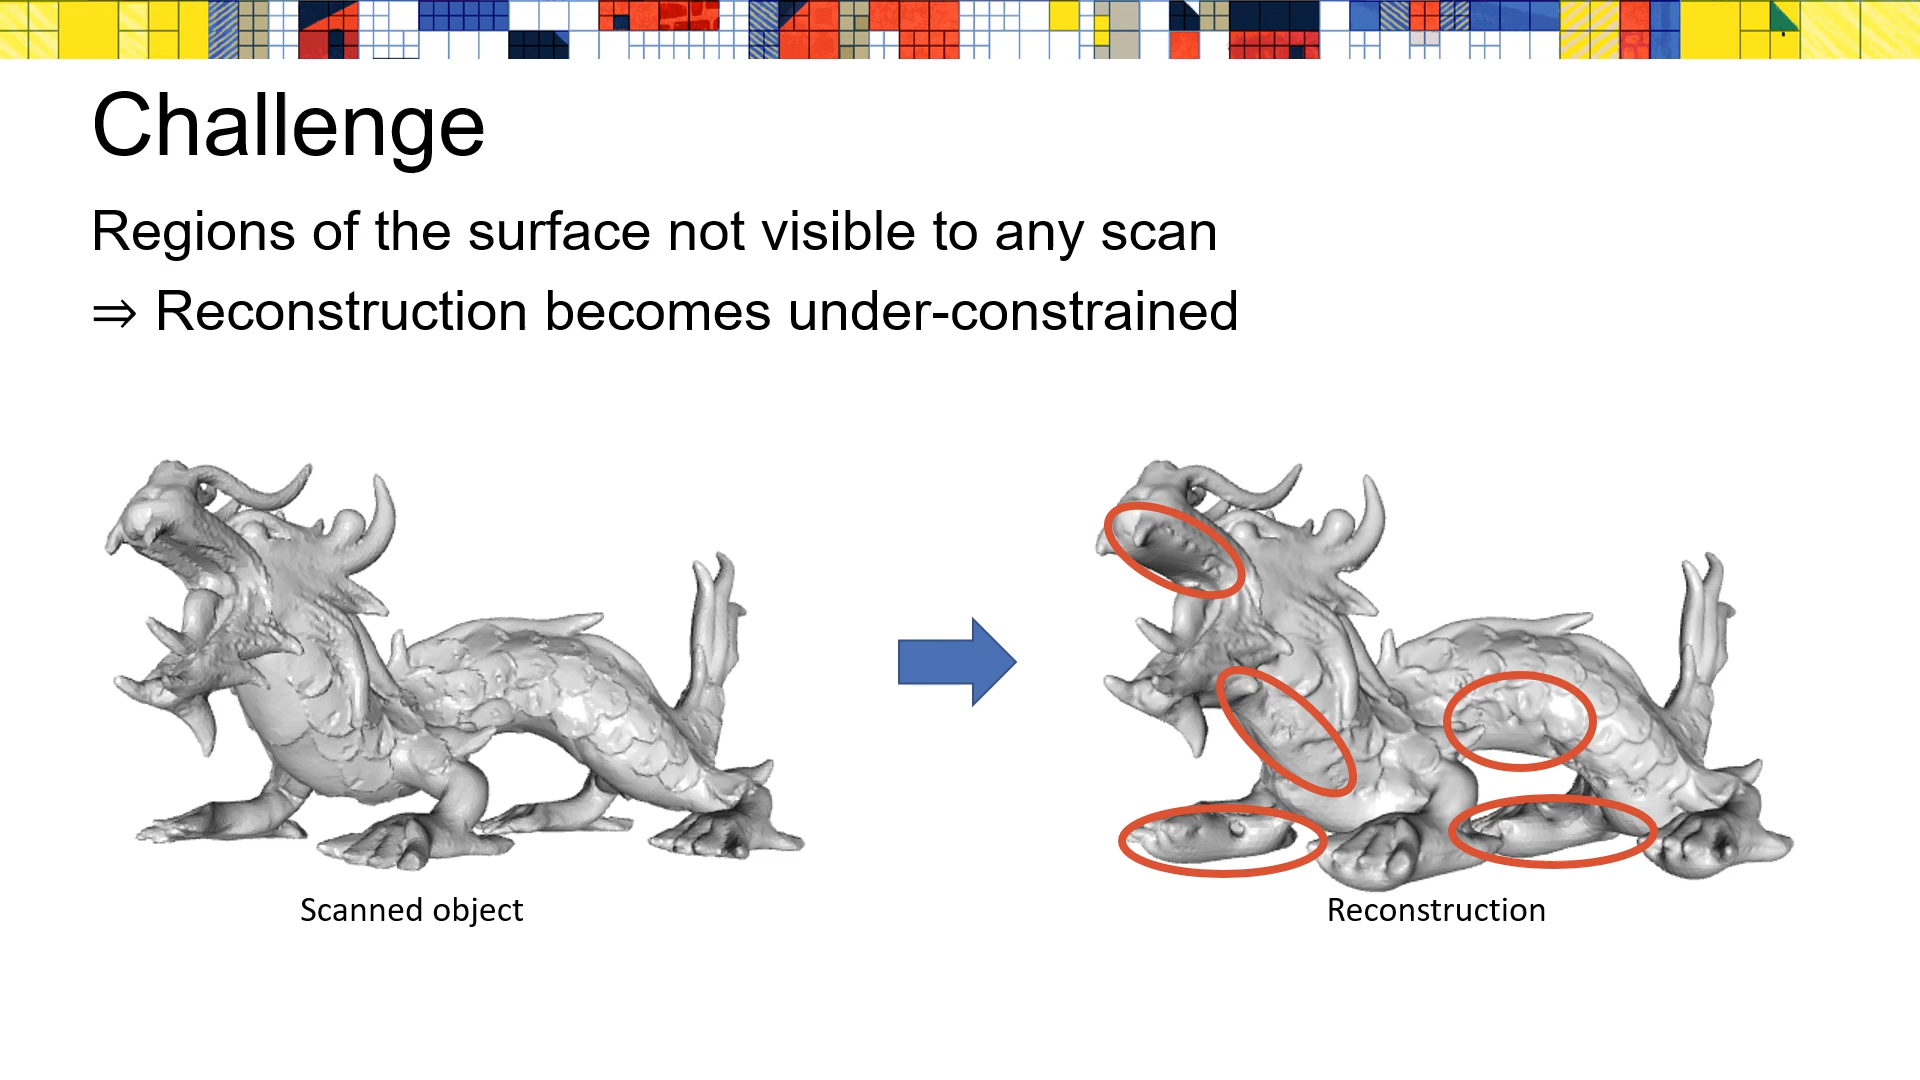 Challenge
Regions of the surface not visible to any scan
⇒ Reconstruction becomes under-constrained
Scanned object
Reconstruction